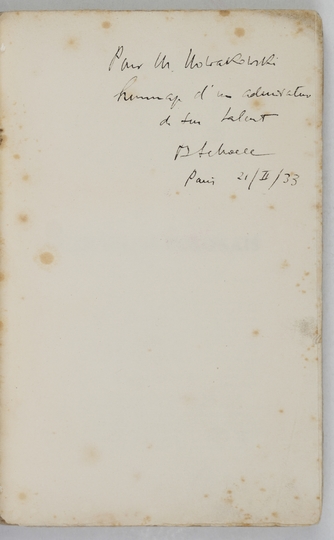 Pour M. Nowakowski
hommage d'un admirateur
de son talent
Paris 21/II/33